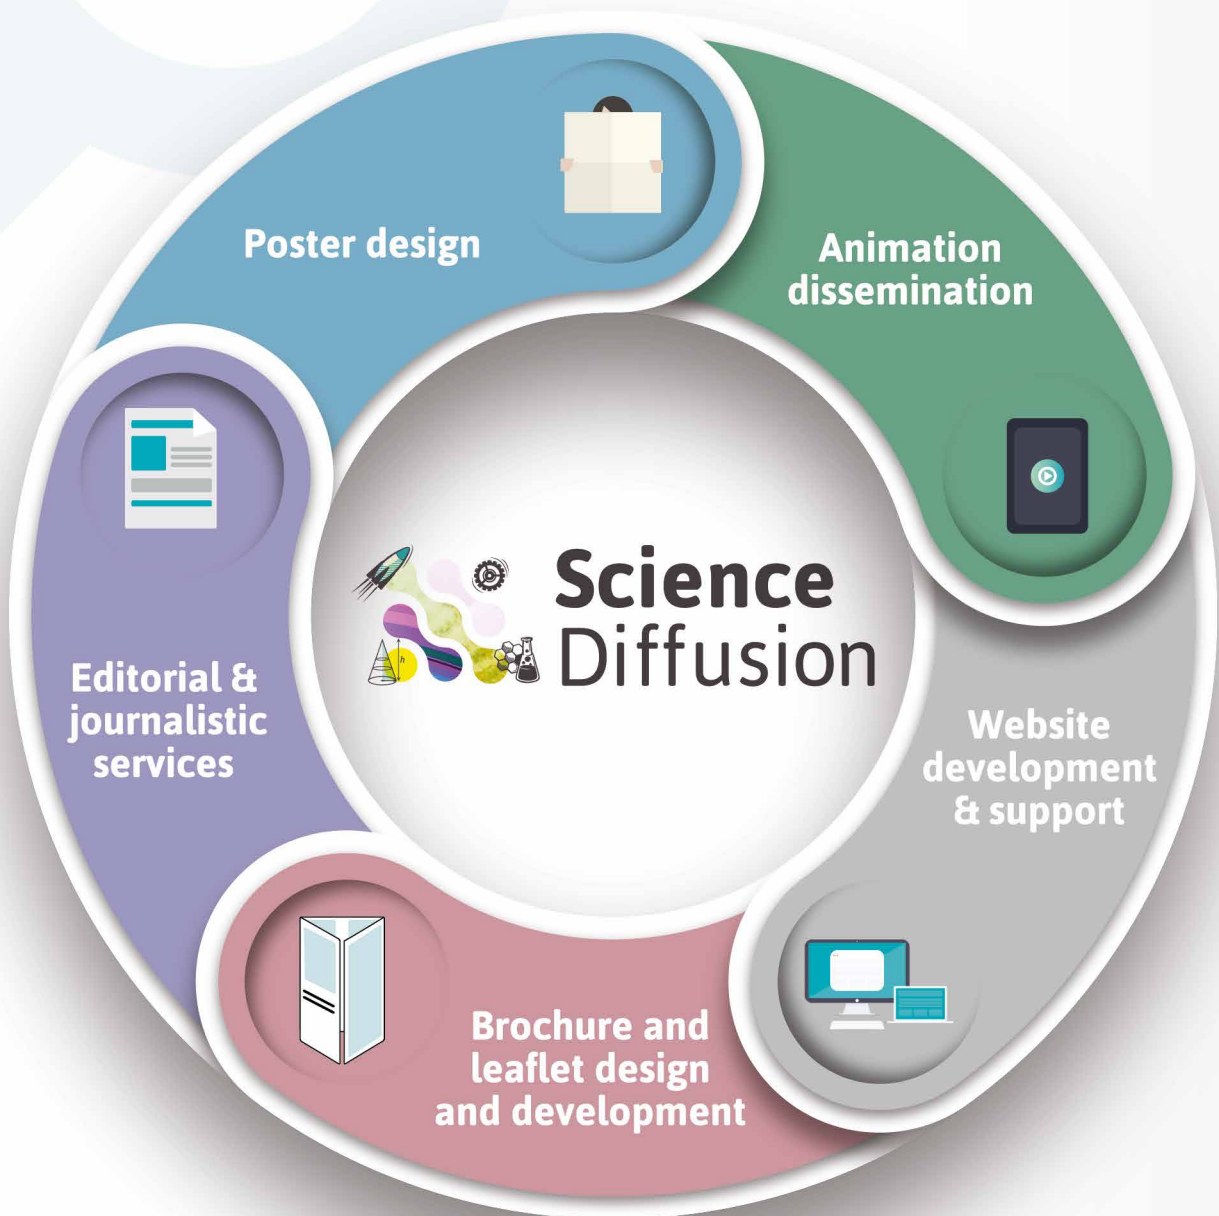 Poster design
Animation
dissemination
Science
Diffusion
h
Editorial &
journalistic
services
Website
development
& support
Brochure and
leaflet design
and development